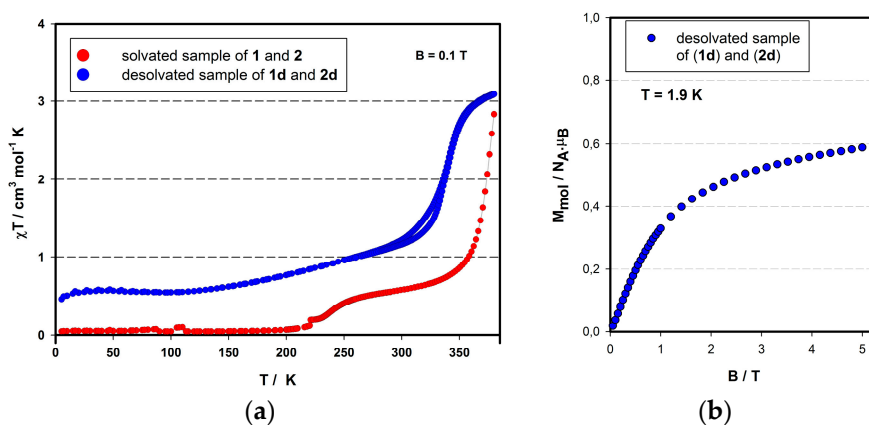 4
3
2
1
0
χT / cm³ mol⁻¹ K
solvated sample of 1 and 2
desolvated sample of 1d and 2d
B = 0.1 T
0 50 100 150 200 250 300 350
T / K
(a)
1,0
0,8
0,6
0,4
0,2
0,0
M_mol / N_A·μB
desolvated sample
of (1d) and (2d)
T = 1.9 K
0 1 2 3 4 5
B / T
(b)